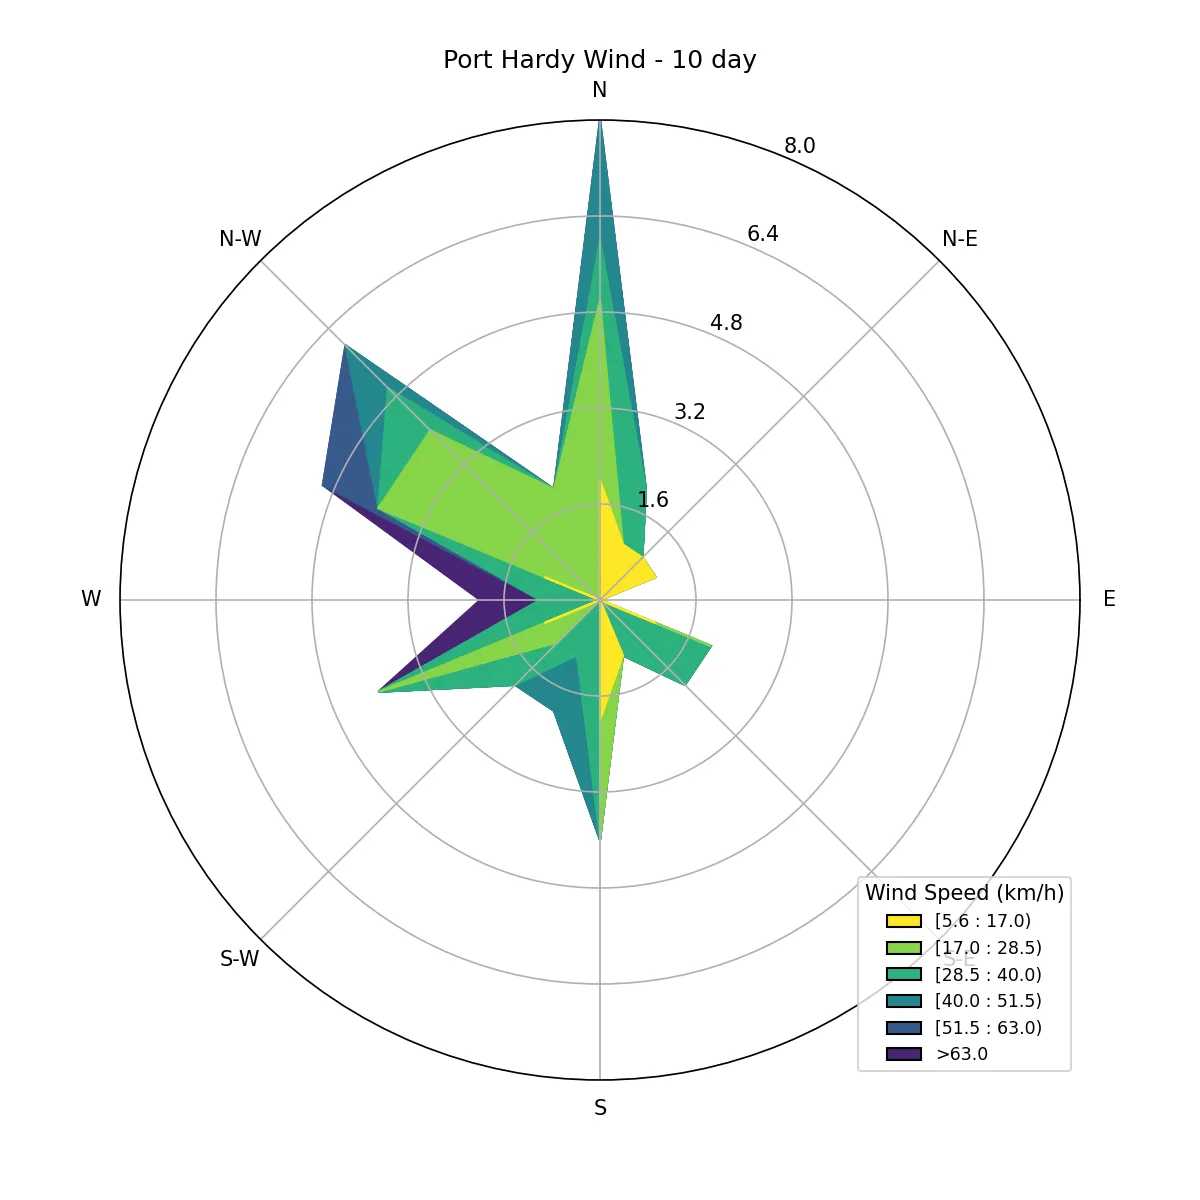 Port Hardy Wind - 10 day
N
8.0
N-W
6.4
N-E
4.8
3.2
1.6
W
E
S-W
S-E
S
Wind Speed (km/h)
[5.6 : 17.0)
[17.0 : 28.5)
[28.5 : 40.0)
[40.0 : 51.5)
[51.5 : 63.0)
>63.0